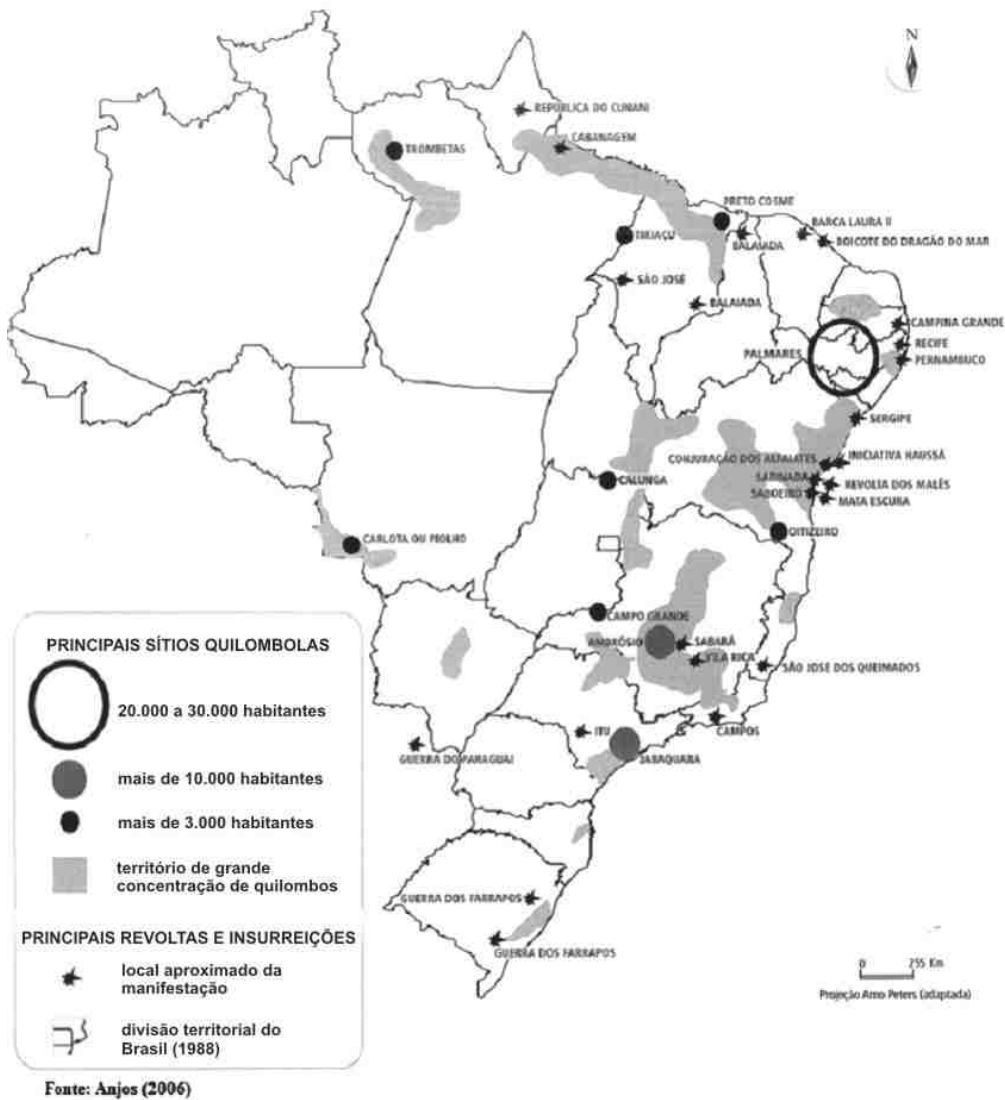 N
REPÚBLICA DO CUNANI
CABANAGEM
TROMBETAS
PRETO COSME
BARCA LAURA II
TURIAÇU
BALAIADA
BOICOTE DO DRAGÃO DO MAR
SÃO JOSÉ
BALAIADA
CAMPINA GRANDE
RECIFE
PALMARES
PERNAMBUCO
SERGIPE
CONJURAÇÃO DOS ALFAIATES
INICIATIVA HAUSSÁ
SABINADA
CALUNGA
REVOLTA DOS MALÊS
SABOEIRO
MATA ESCURA
OITIZEIRO
CARLOTA OU PIOLHO
CAMPO GRANDE
AMBRÓSIO
SABARÁ
VILA RICA
SÃO JOSÉ DOS QUEIMADOS
CAMPOS
ITU
GUERRA DO PARAGUAI
JABAQUARA
GUERRA DOS FARRAPOS
GUERRA DOS FARRAPOS
PRINCIPAIS SÍTIOS QUILOMBOLAS
20.000 a 30.000 habitantes
mais de 10.000 habitantes
mais de 3.000 habitantes
território de grande
concentração de quilombos
PRINCIPAIS REVOLTAS E INSURREIÇÕES
local aproximado da
manifestação
divisão territorial do
Brasil (1988)
0 255 Km
Projeção Arno Peters (adaptada)
Fonte: Anjos (2006)